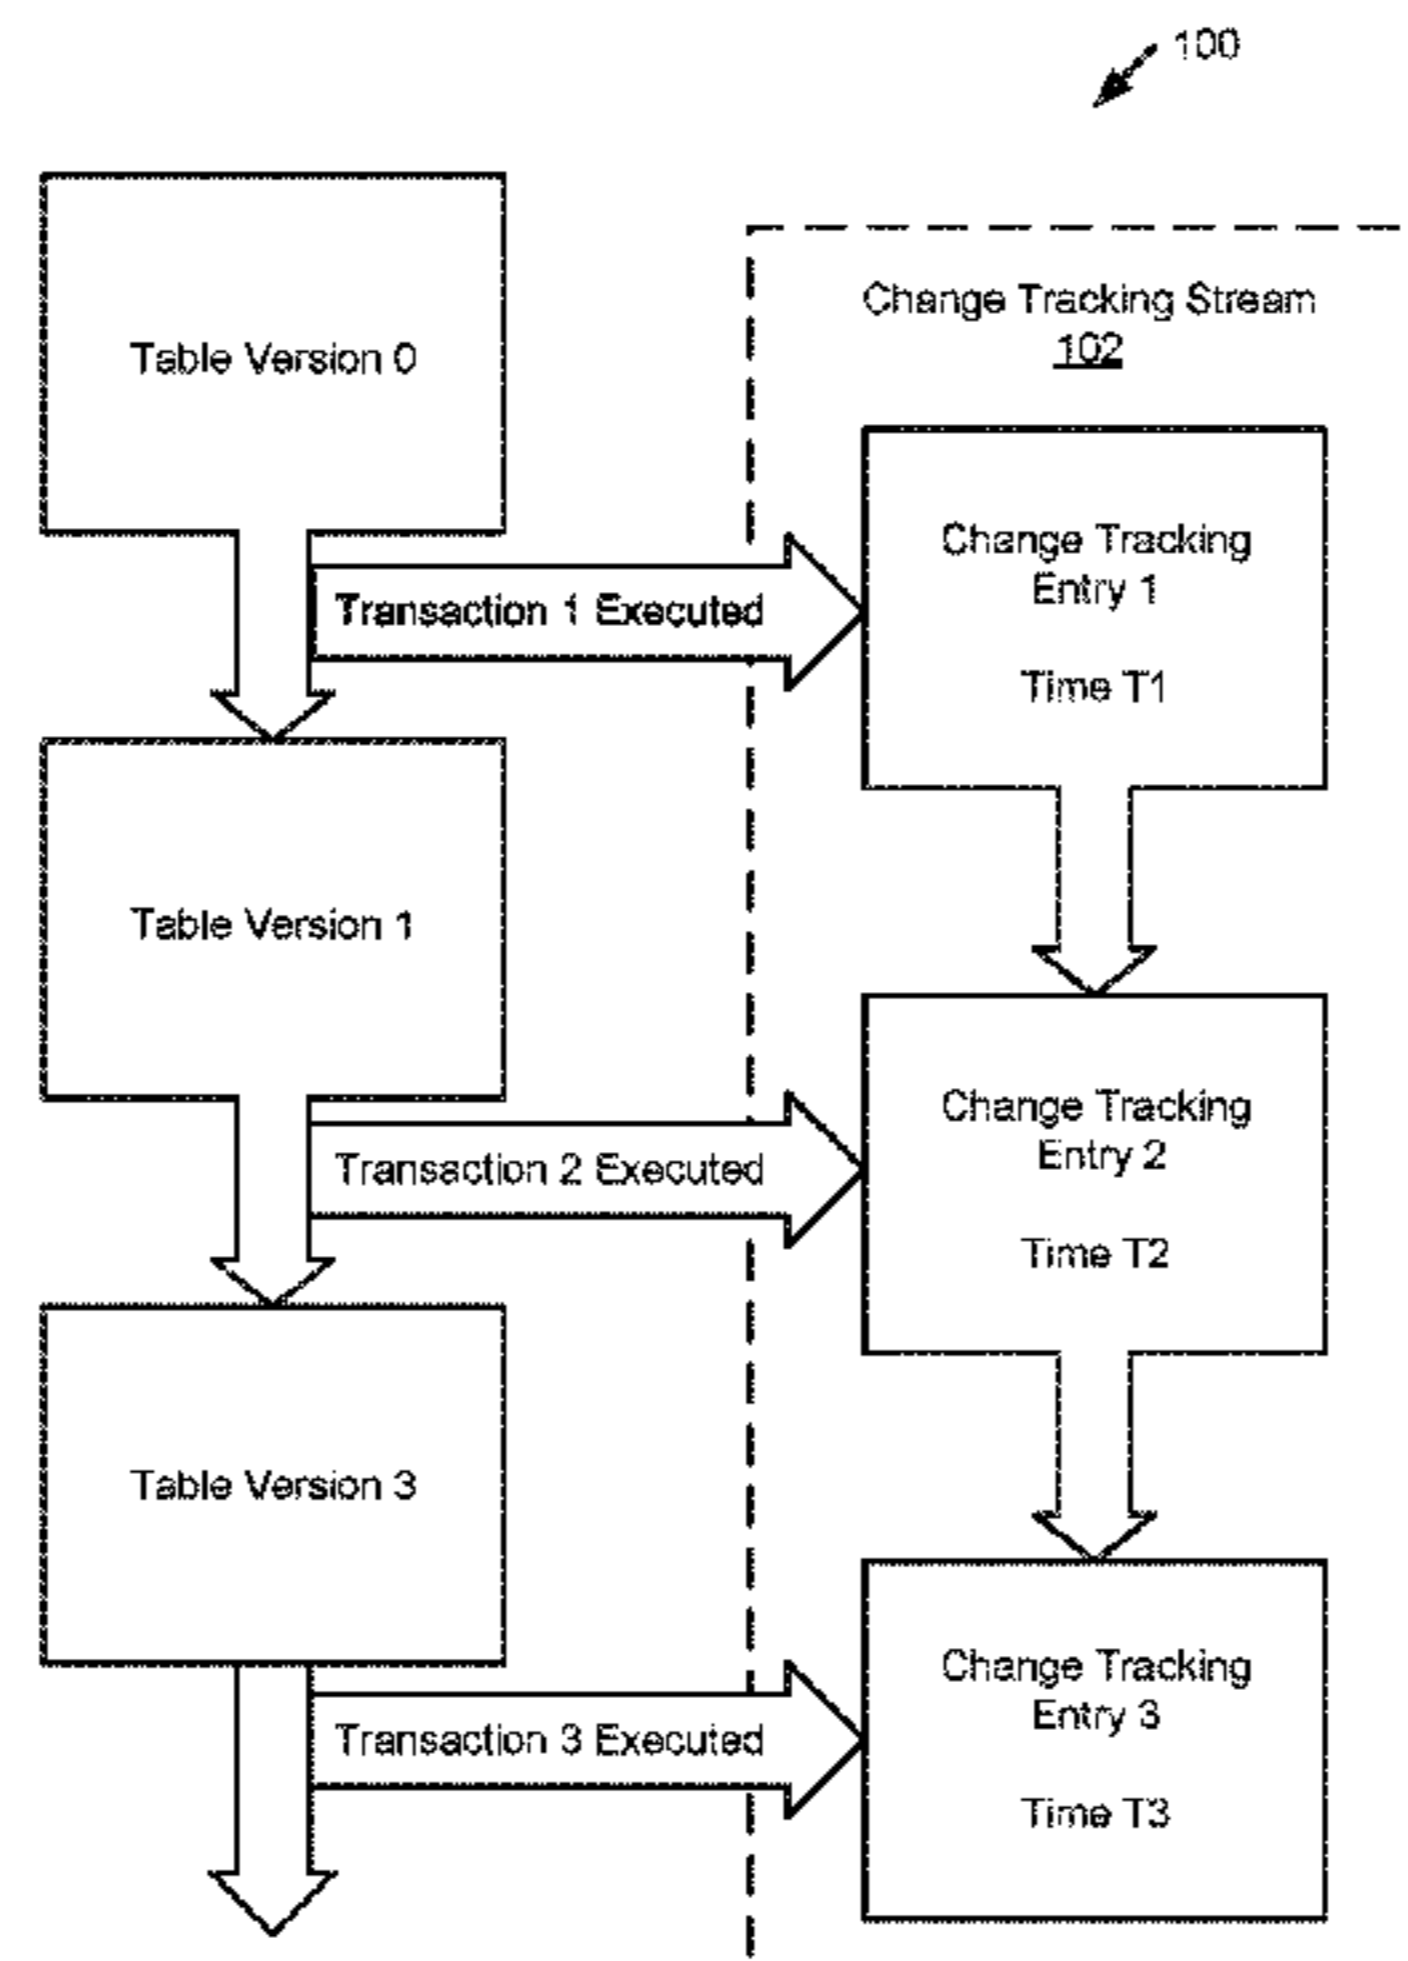 100
Table Version 0
Change Tracking Stream
102
Change Tracking
Entry 1
Time T1
Transaction 1 Executed
Table Version 1
Change Tracking
Entry 2
Time T2
Transaction 2 Executed
Table Version 3
Change Tracking
Entry 3
Time T3
Transaction 3 Executed